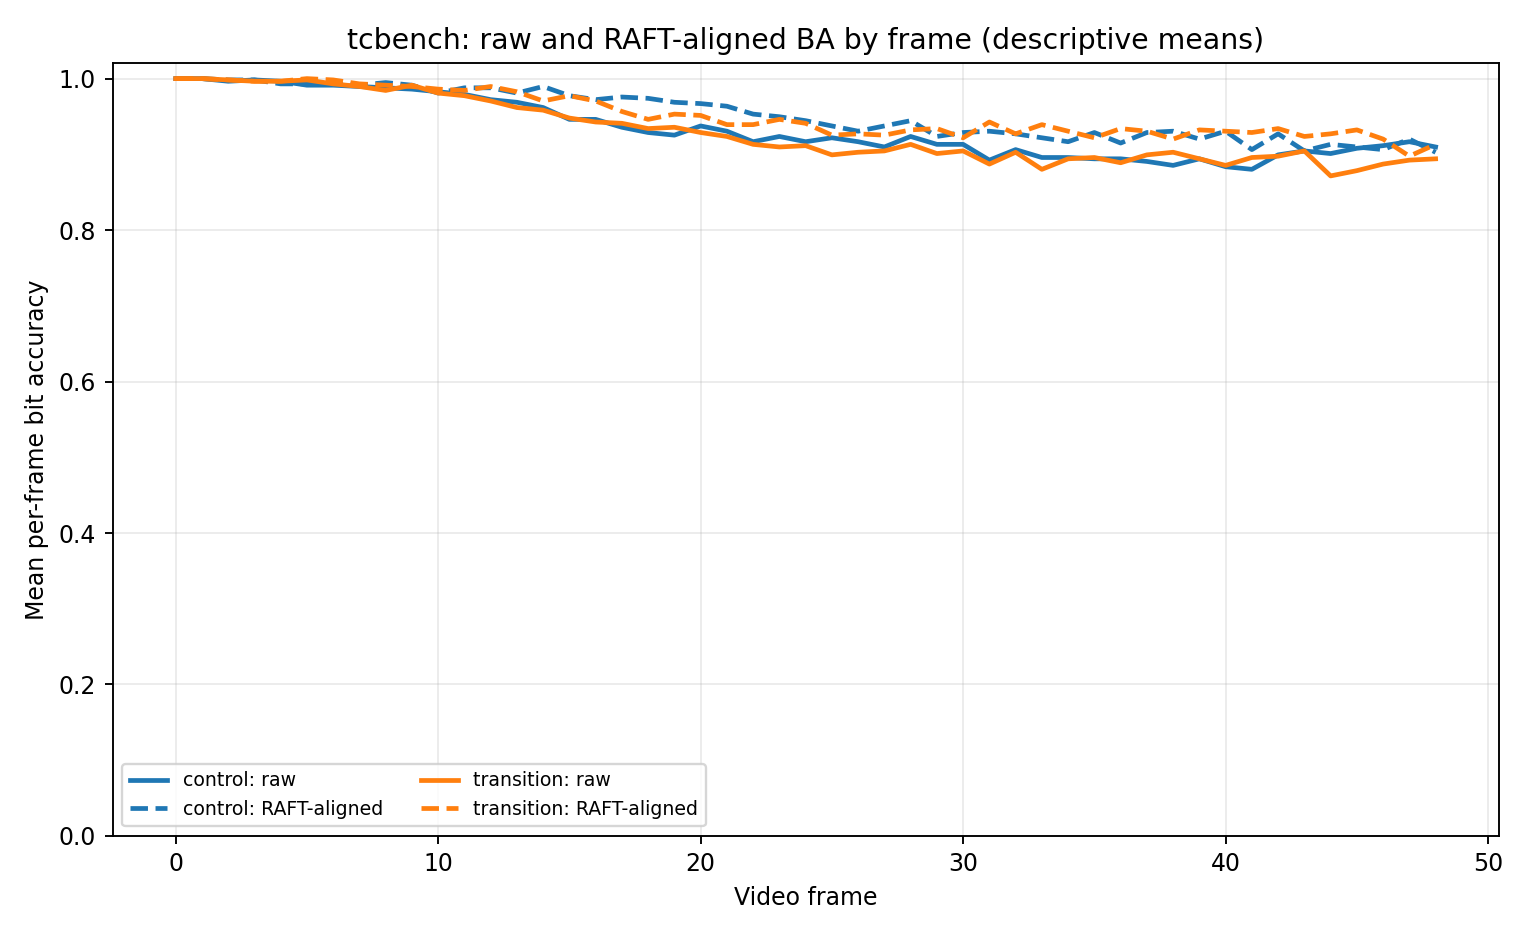 tcbench: raw and RAFT-aligned BA by frame (descriptive means)
Mean per-frame bit accuracy
1.0
0.8
0.6
0.4
0.2
0.0
control: raw
control: RAFT-aligned
transition: raw
transition: RAFT-aligned
0 10 20 30 40 50
Video frame